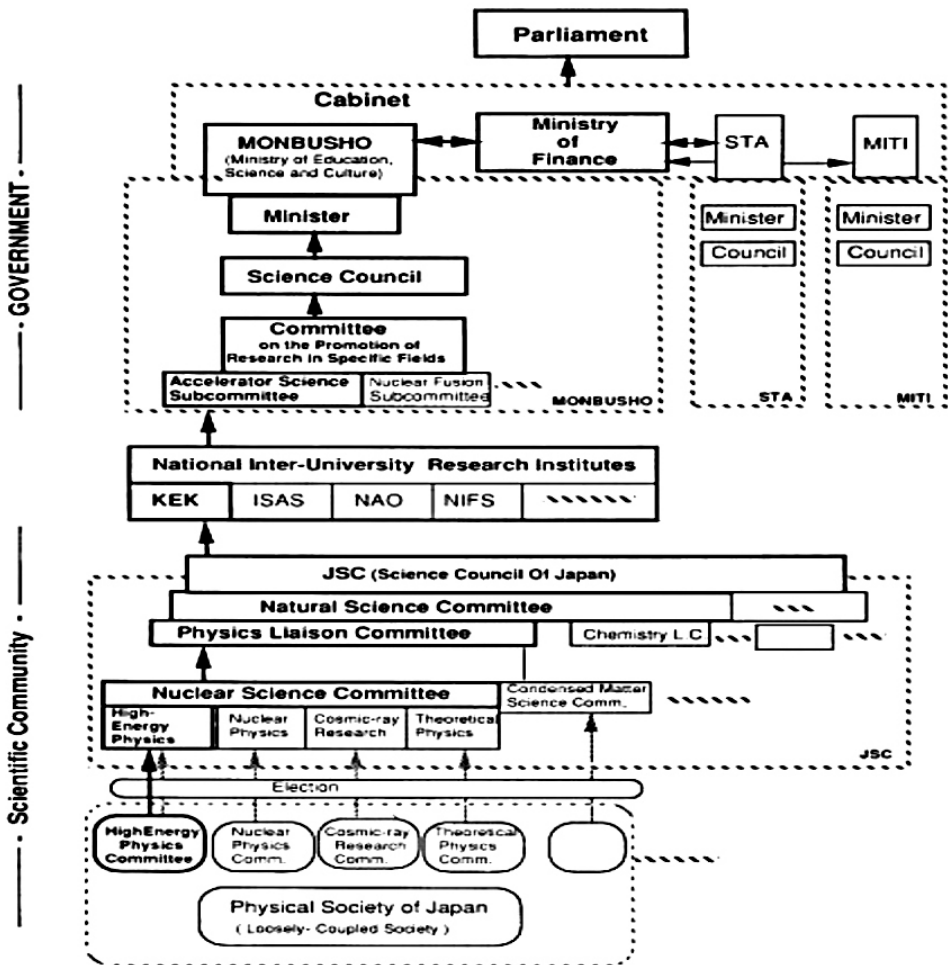 Parliament
Cabinet
MONBUSHO
(Ministry of Education,
Science and Culture)
Ministry
of
Finance
STA
MITI
GOVERNMENT
Minister
Minister
Minister
Science Council
Council
Council
Committee
on the Promotion of
Research in Specific Fields
Accelerator Science
Subcommittee
Nuclear Fusion
Subcommittee
MONBUSHO
STA
MITI
National Inter-University Research Institutes
KEK
ISAS
NAO
NIFS
Scientific Community
JSC (Science Council Of Japan)
Natural Science Committee
Physics Liaison Committee
Chemistry L.C
Nuclear Science Committee
Condensed Matter
Science Comm.
High-
Energy
Physics
Nuclear
Physics
Cosmic-ray
Research
Theoretical
Physics
JSC
Election
HighEnergy
Physics
Committee
Nuclear
Physics
Comm.
Cosmic-ray
Research
Comm.
Theoretical
Physics
Comm.
Physical Society of Japan
( Loosely- Coupled Society )